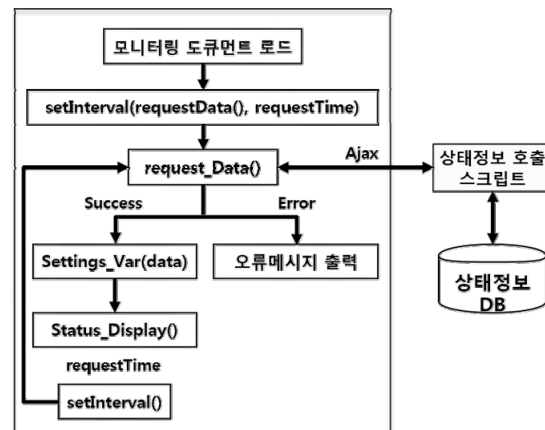 모니터링 도큐먼트 로드
setInterval(requestData(), requestTime)
request_Data()
Ajax
상태정보 호출
스크립트
Success
Error
Settings_Var(data)
오류메시지 출력
상태정보
DB
Status_Display()
requestTime
setInterval()